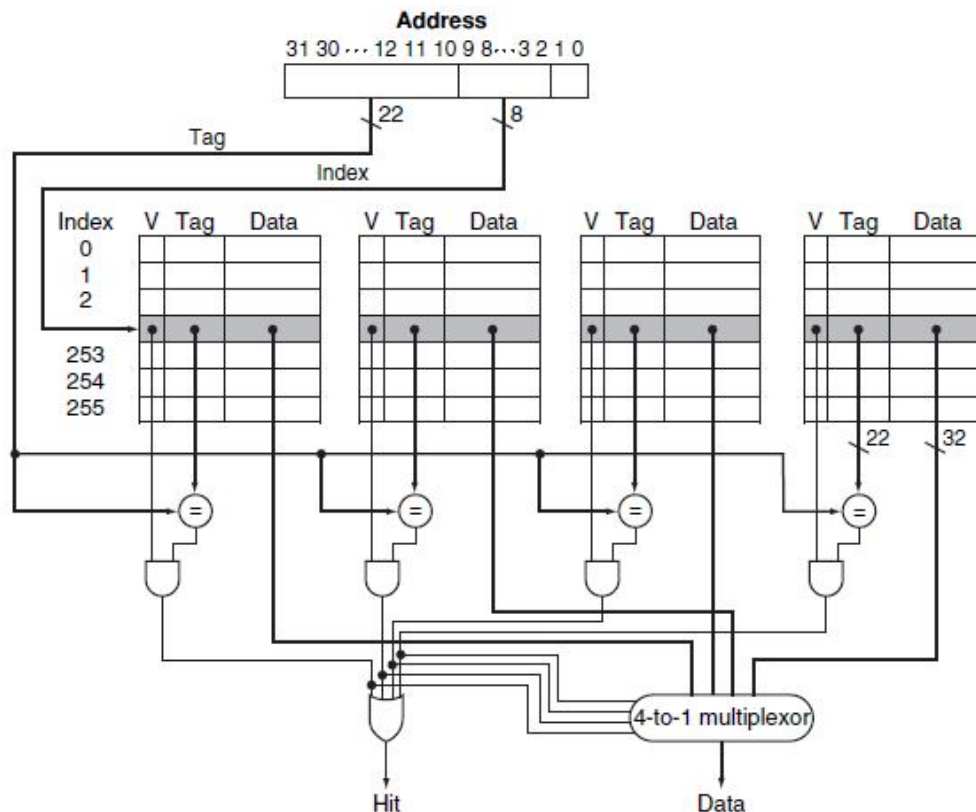 Address
31 30 ··· 12 11 10 9 8···3 2 1 0
22
8
Tag
Index
Index V Tag Data V Tag Data V Tag Data V Tag Data
0
1
2
253
254
255
22 32
= = = =
4-to-1 multiplexor
Hit Data